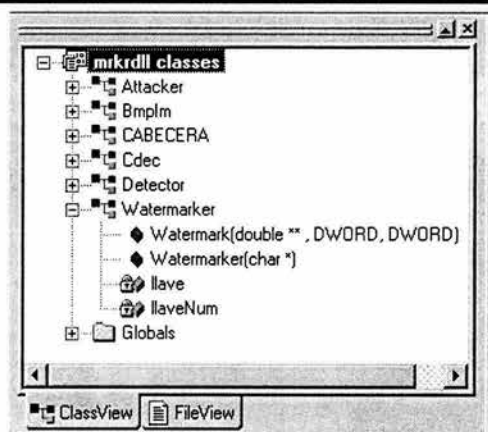 mrkrdll classes
Attacker
BmpIm
CABECERA
Cdec
Detector
Watermarker
Watermark(double ** , DWORD, DWORD)
Watermarker(char *)
llave
llaveNum
Globals
ClassView FileView